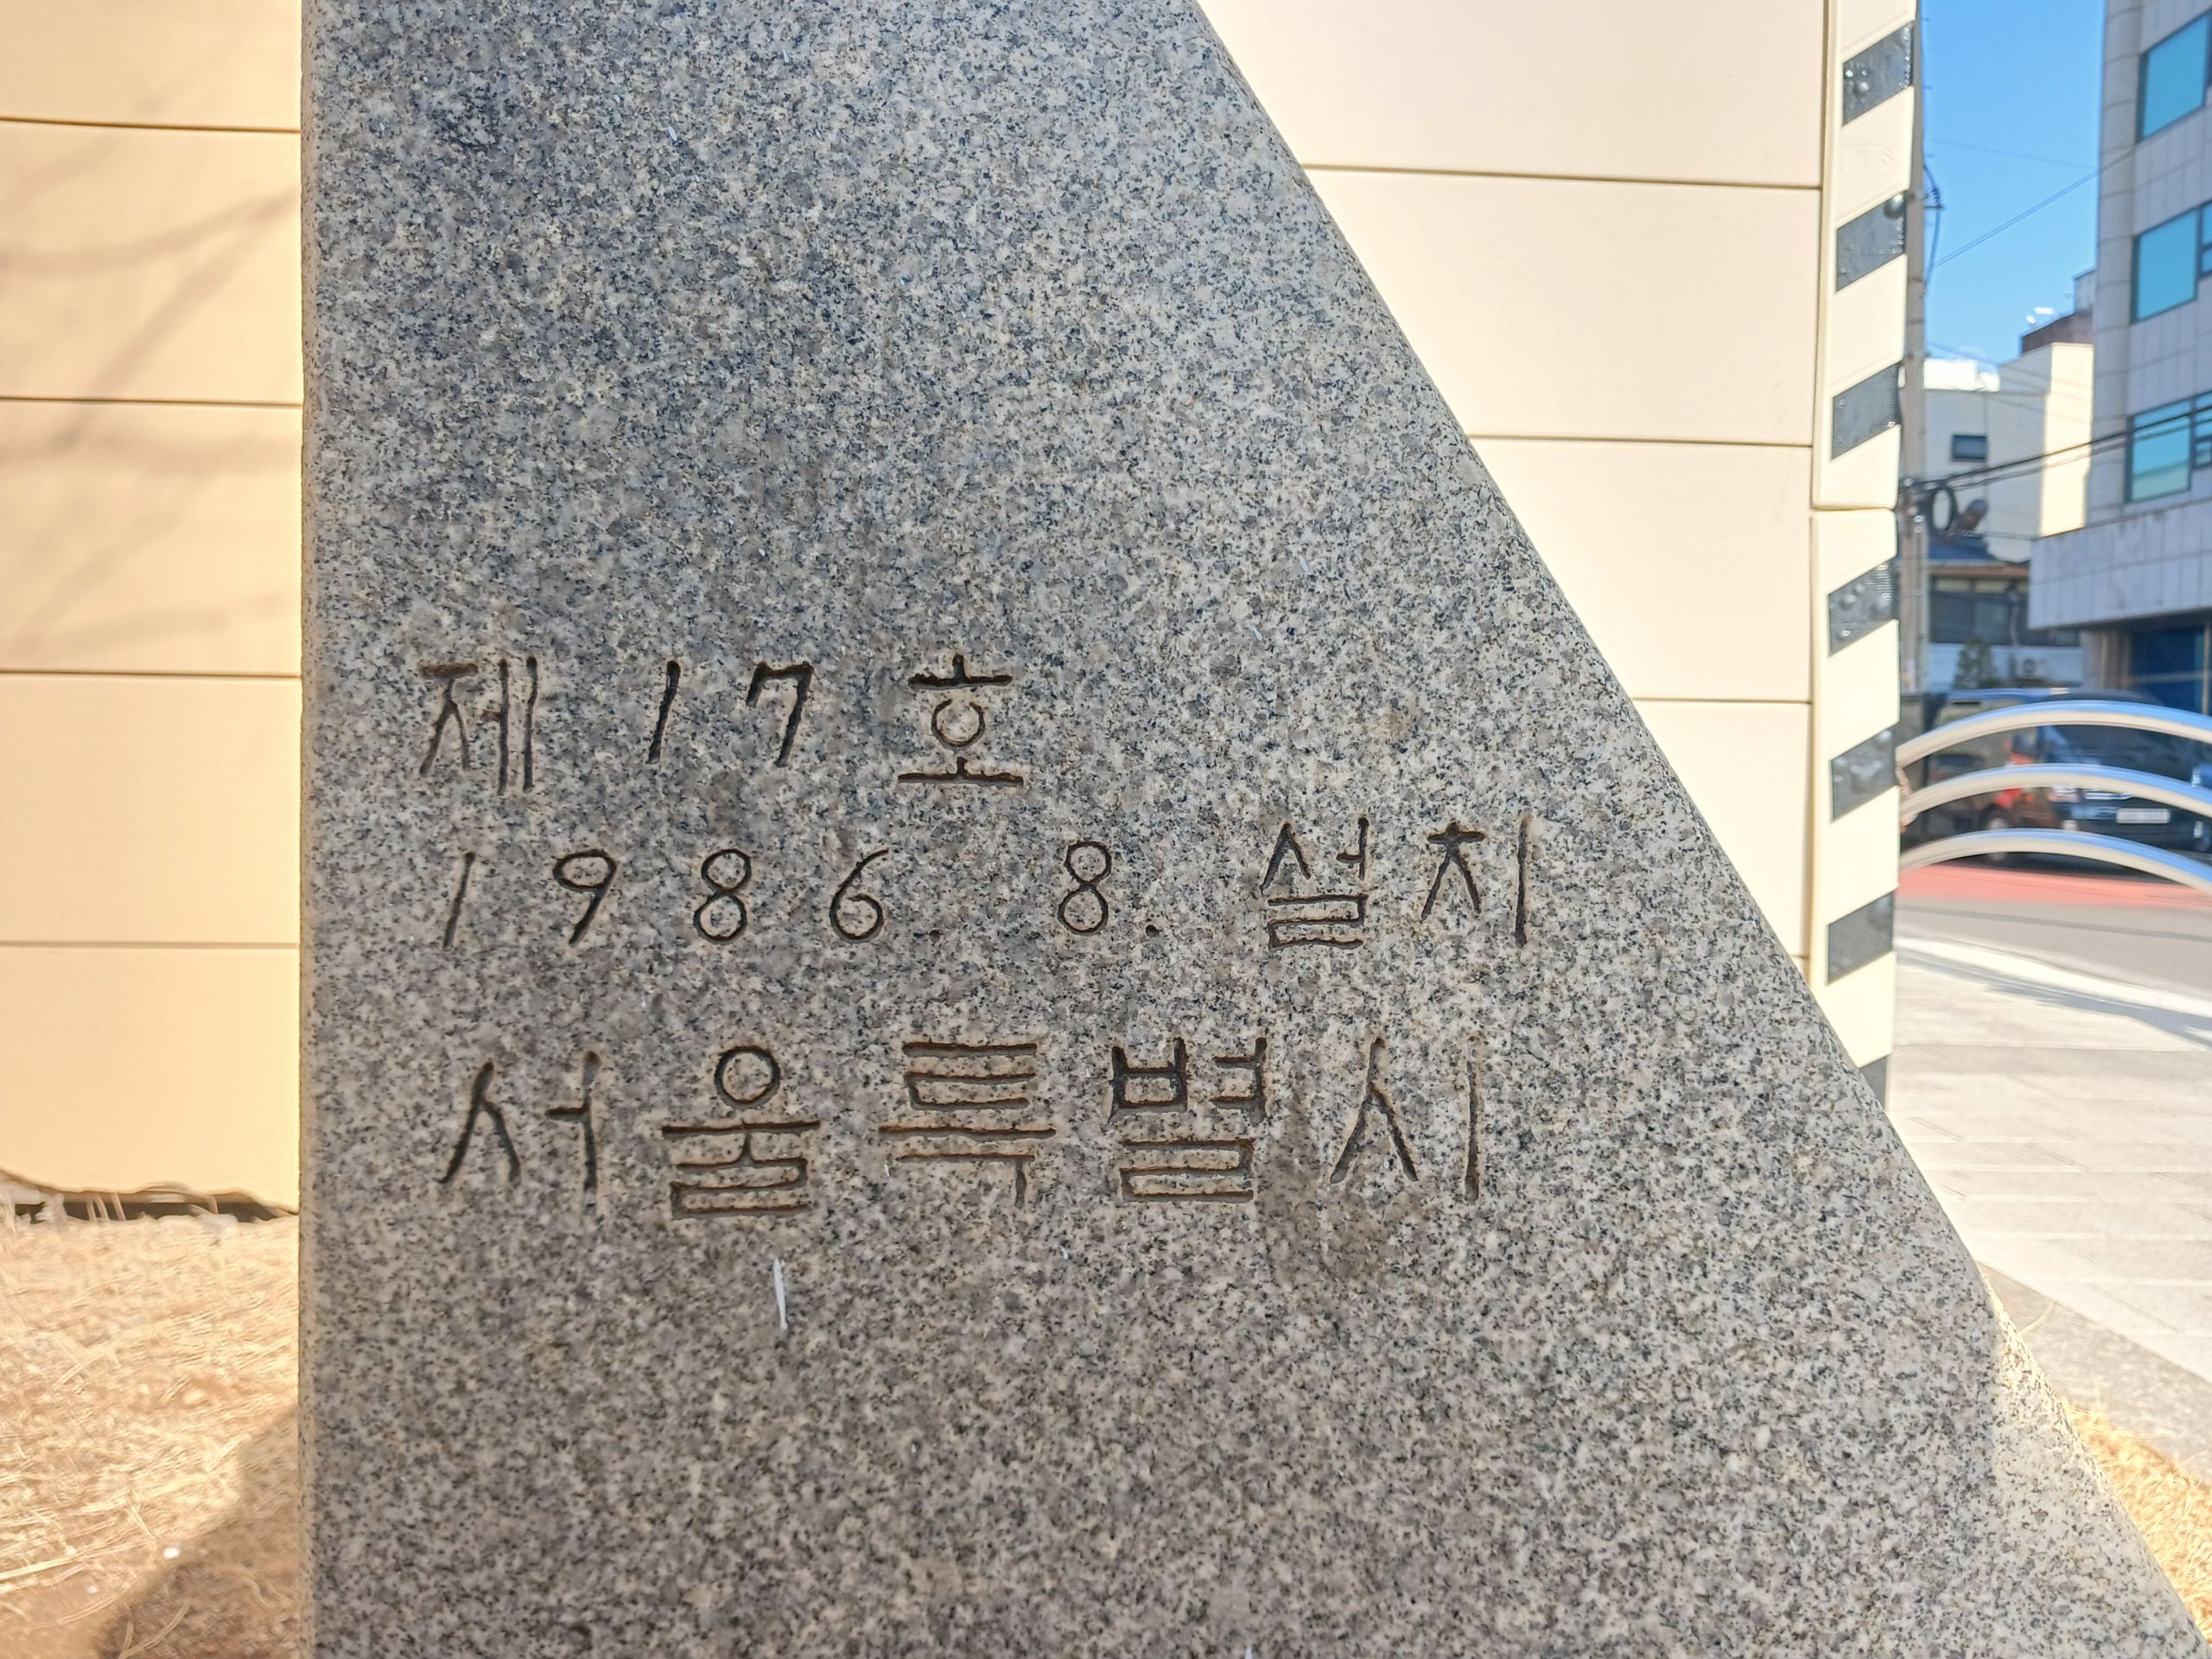 제 17 호
1986. 8. 설치
서울특별시